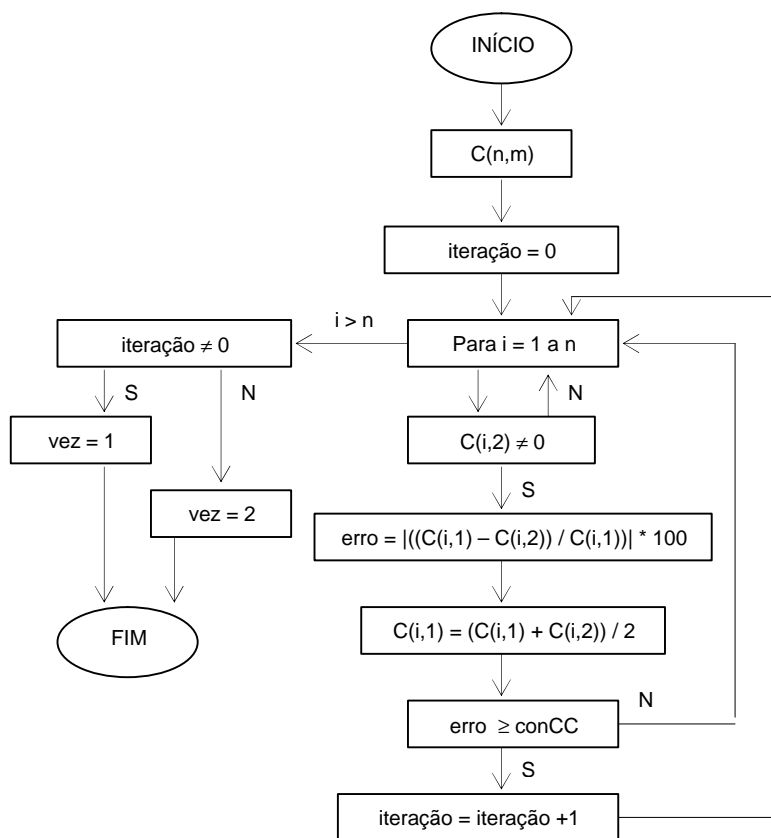 INÍCIO
C(n,m)
iteração = 0
i > n
iteração ≠ 0
Para i = 1 a n
S
N
N
vez = 1
C(i,2) ≠ 0
S
vez = 2
erro = |((C(i,1) – C(i,2)) / C(i,1))| * 100
FIM
C(i,1) = (C(i,1) + C(i,2)) / 2
N
erro ≥ conCC
S
iteração = iteração +1